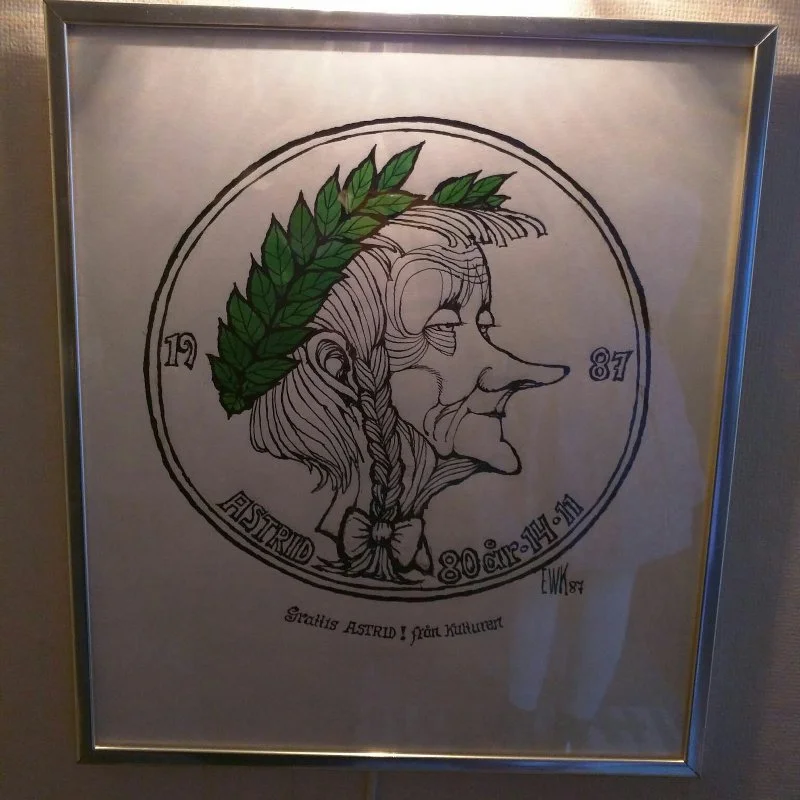 19 87
ASTRID 80 år·14·11
EWK 87
Grattis ASTRID! från Kulturen